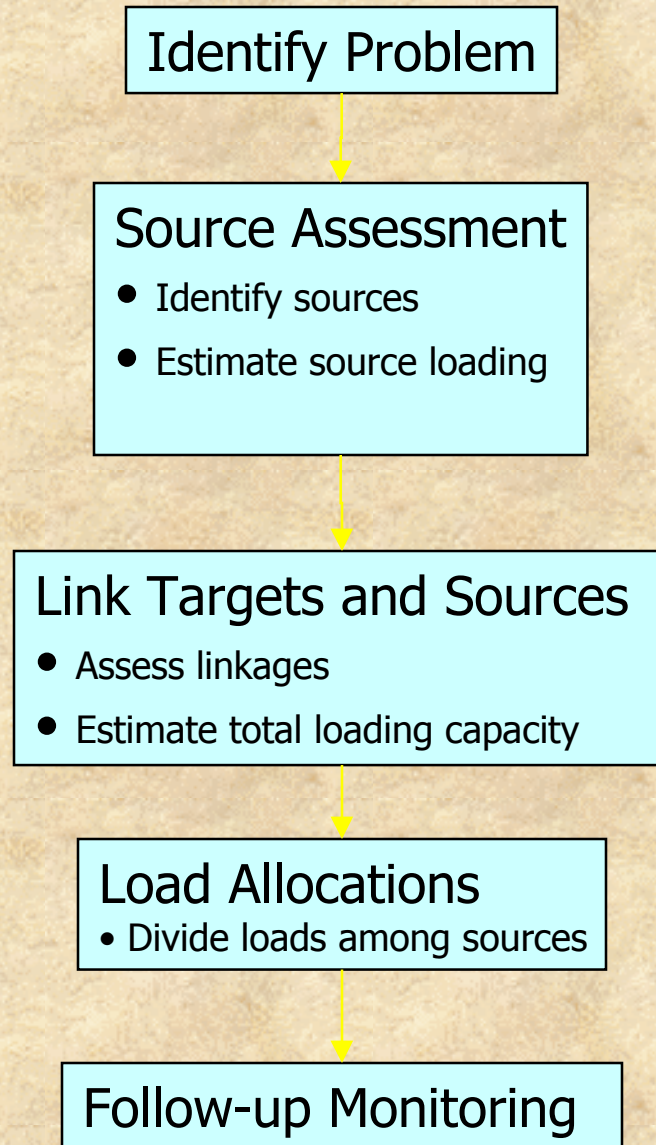 Identify Problem
Source Assessment
• Identify sources
• Estimate source loading
Link Targets and Sources
• Assess linkages
• Estimate total loading capacity
Load Allocations
• Divide loads among sources
Follow-up Monitoring